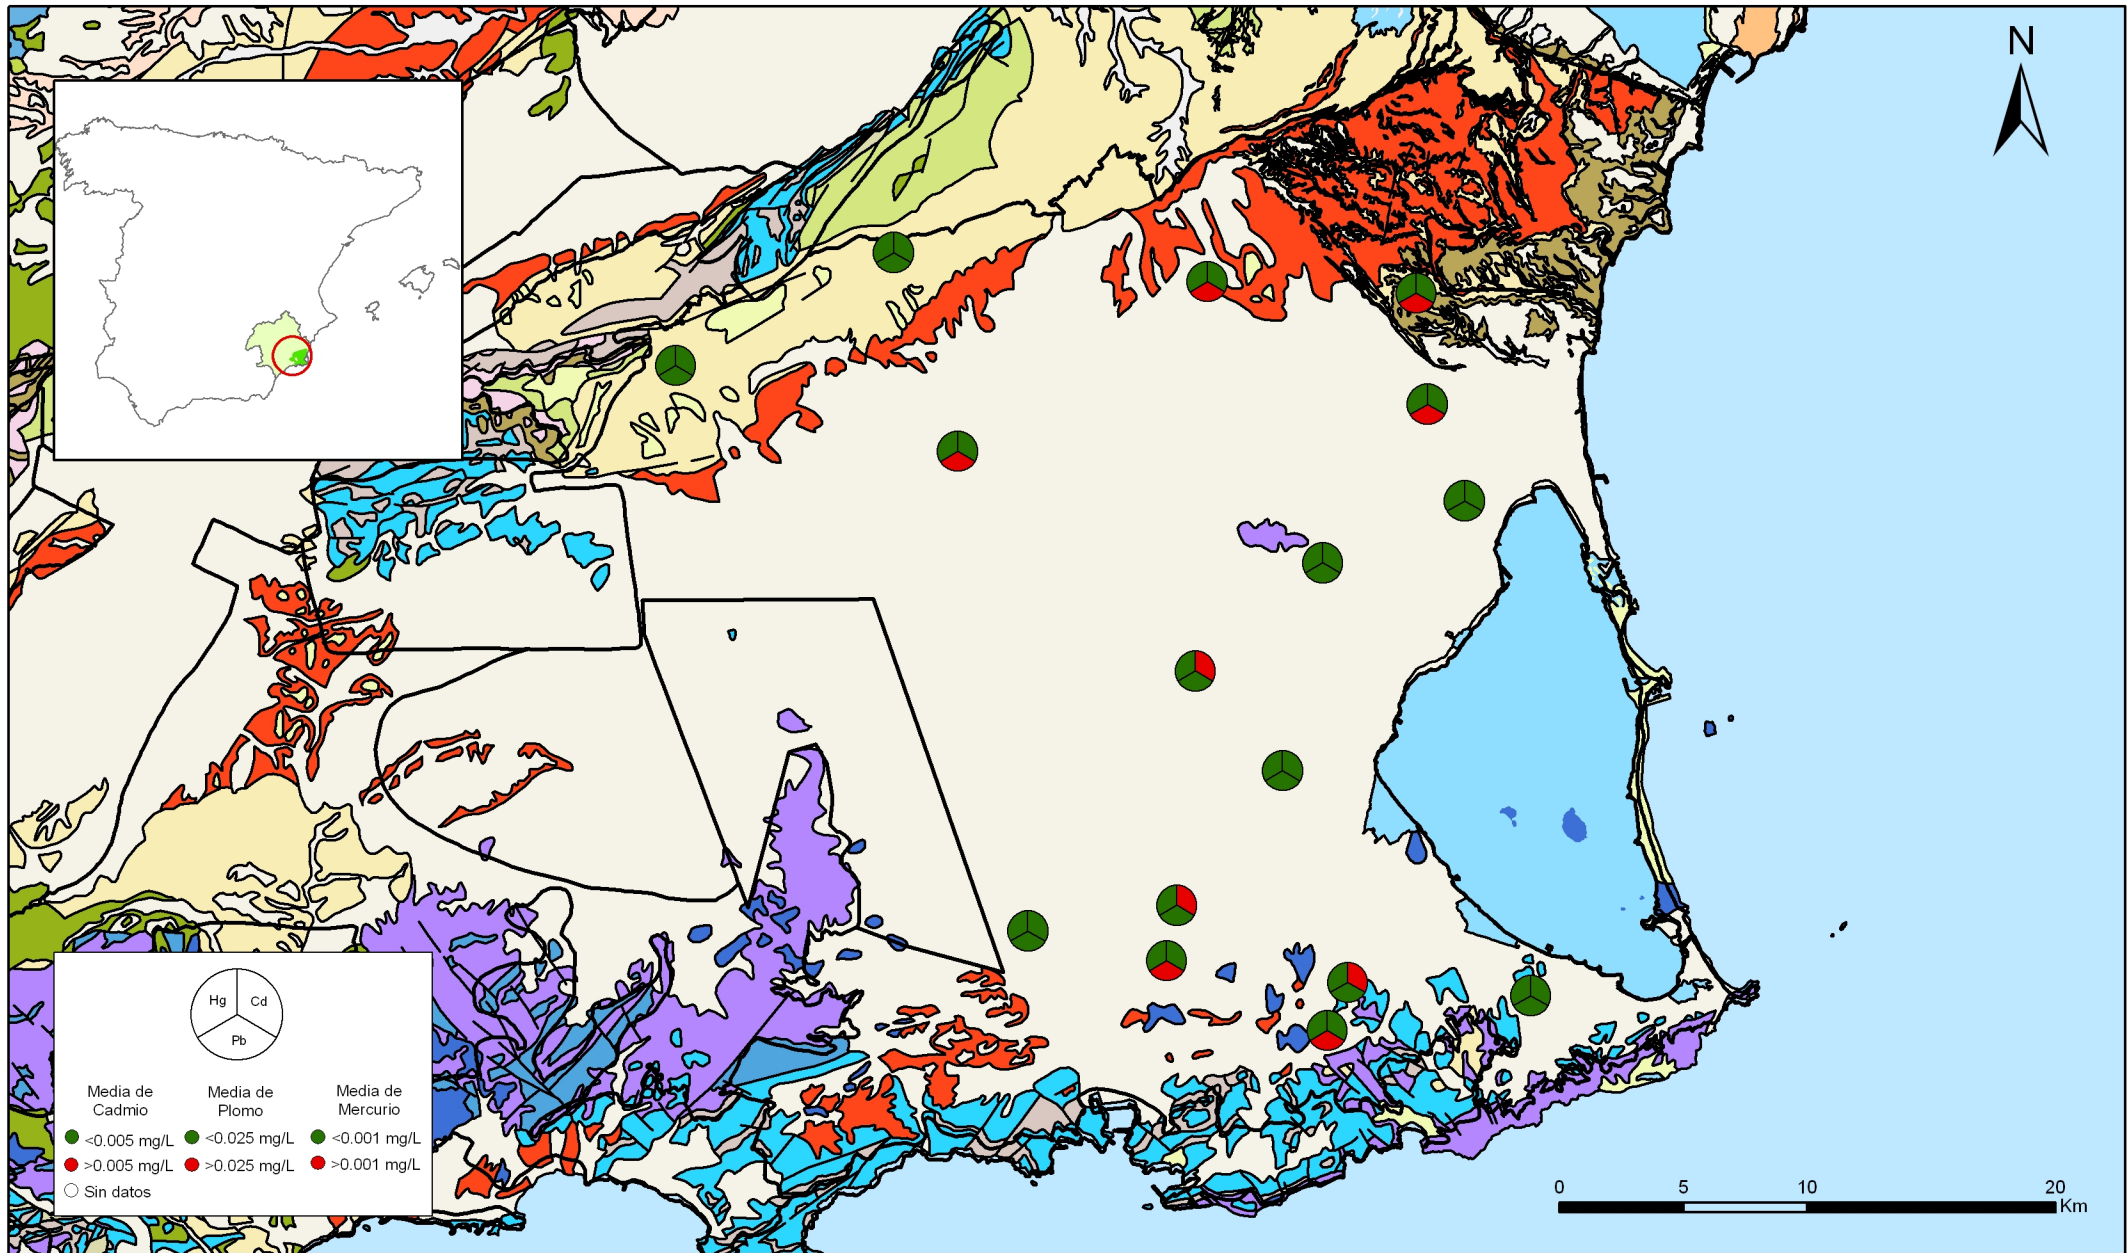 N
Hg
Cd
Pb
Media de
Cadmio
Media de
Plomo
Media de
Mercurio
<0.005 mg/L
<0.025 mg/L
<0.001 mg/L
>0.005 mg/L
>0.025 mg/L
>0.001 mg/L
Sin datos
0 5 10 20
Km